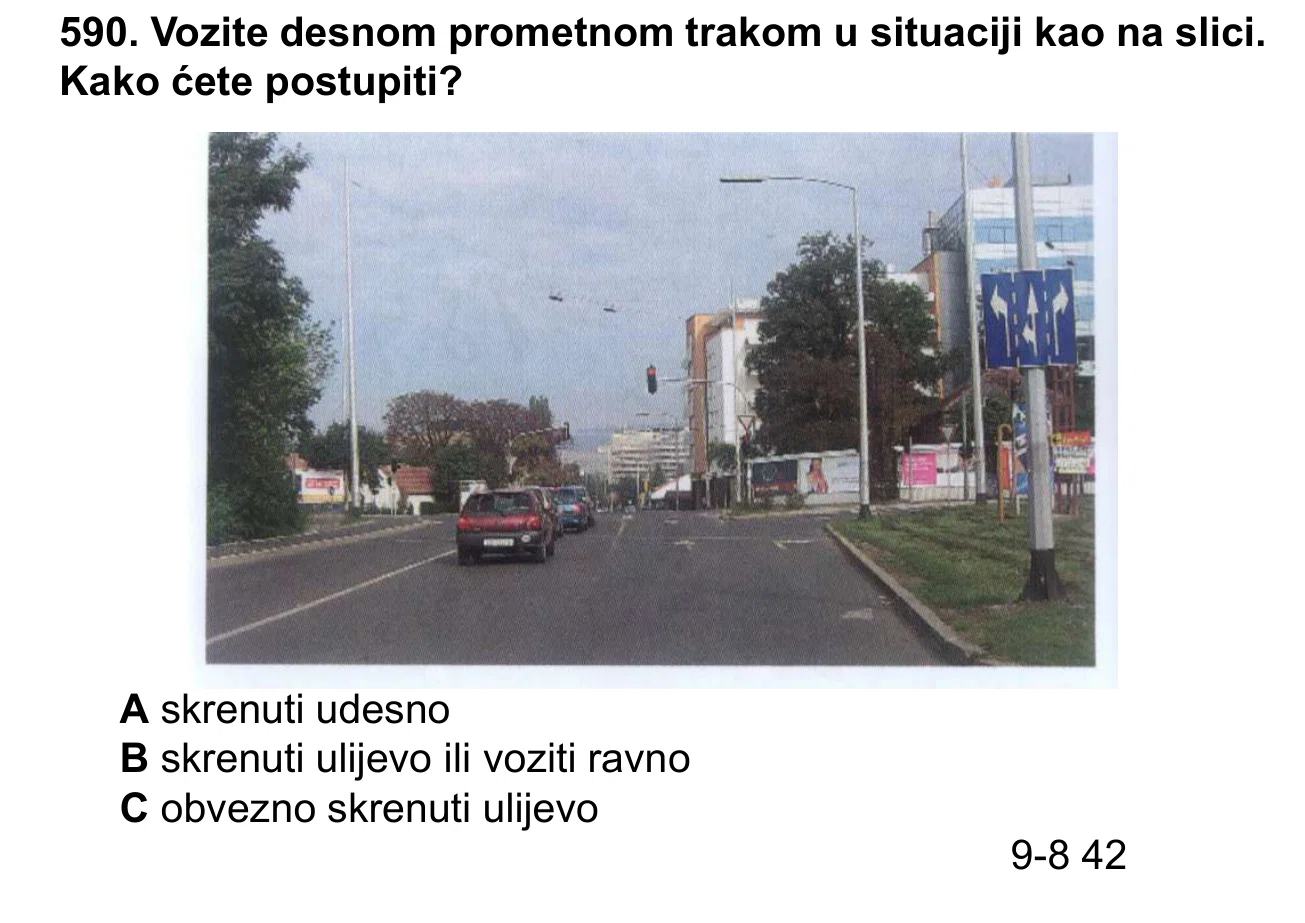 590. Vozite desnom prometnom trakom u situaciji kao na slici.
Kako ćete postupiti?
A skrenuti udesno
B skrenuti ulijevo ili voziti ravno
C obvezno skrenuti ulijevo
9-8 42